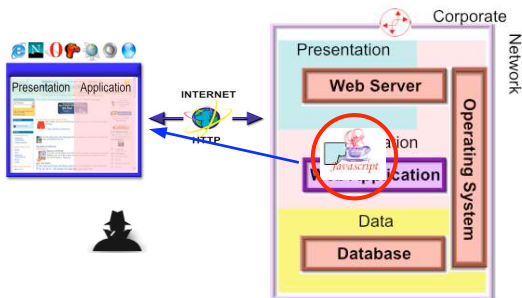 Corporate
Network
Presentation
Web Server
Presentation Application
INTERNET
HTTP
Operating System
Javascript
Data
Database